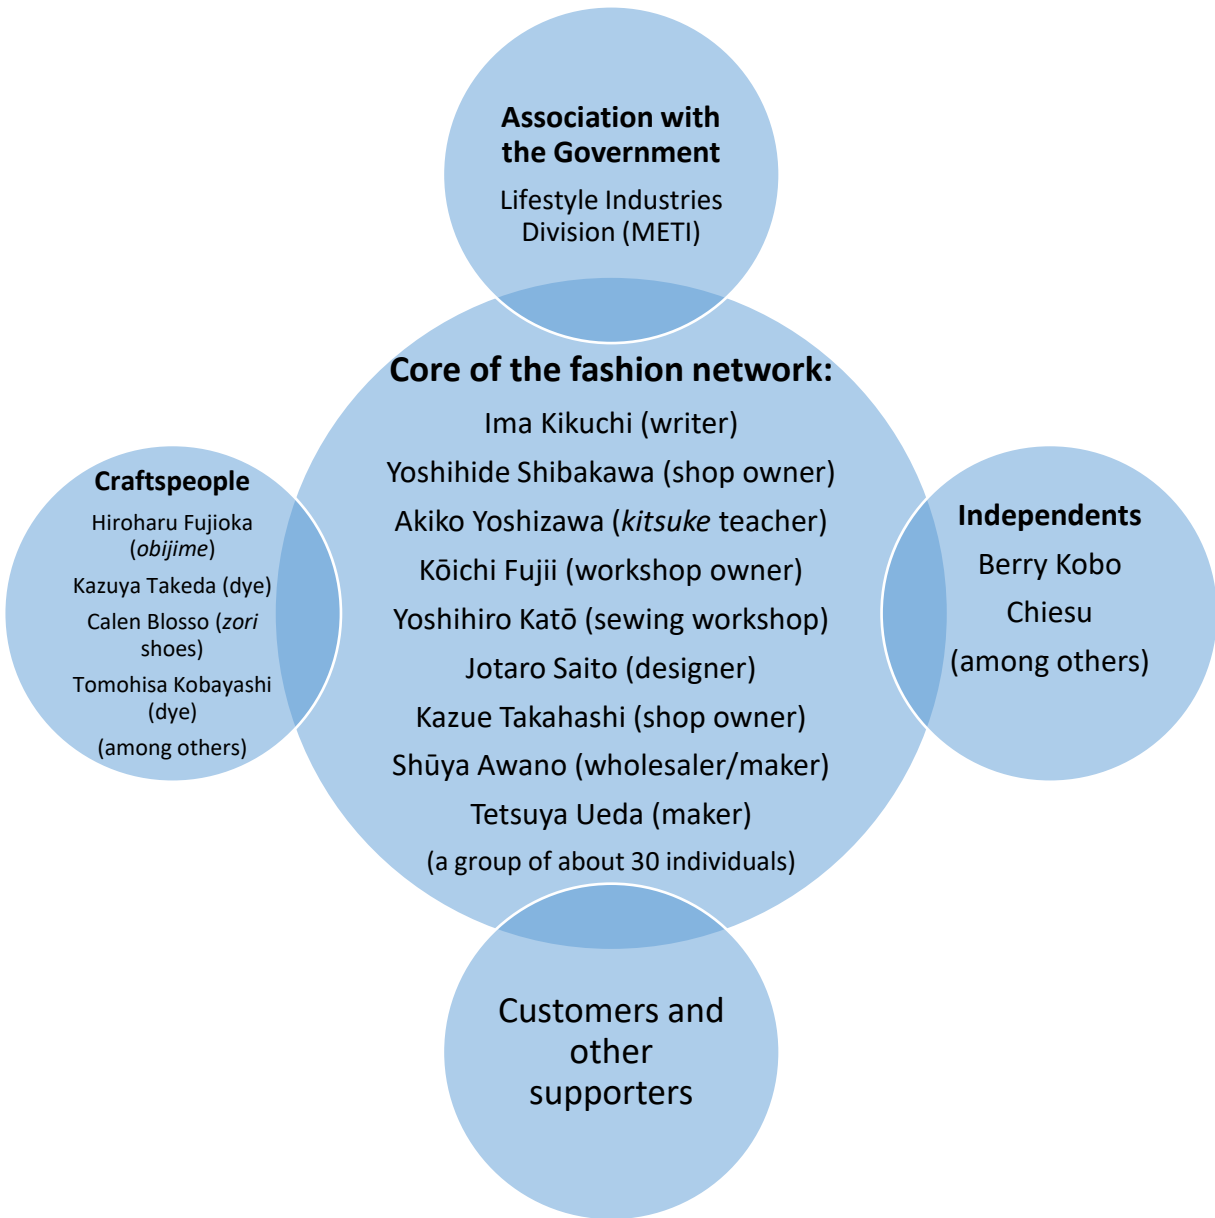 Association with
the Government
Lifestyle Industries
Division (METI)
Core of the fashion network:
Ima Kikuchi (writer)
Yoshihide Shibakawa (shop owner)
Akiko Yoshizawa (kitsuke teacher)
Kōichi Fujii (workshop owner)
Yoshihiro Katō (sewing workshop)
Jotaro Saito (designer)
Kazue Takahashi (shop owner)
Shūya Awano (wholesaler/maker)
Tetsuya Ueda (maker)
(a group of about 30 individuals)
Craftspeople
Hiroharu Fujioka
(obijime)
Kazuya Takeda (dye)
Calen Blosso (zori
shoes)
Tomohisa Kobayashi
(dye)
(among others)
Independents
Berry Kobo
Chiesu
(among others)
Customers and
other
supporters